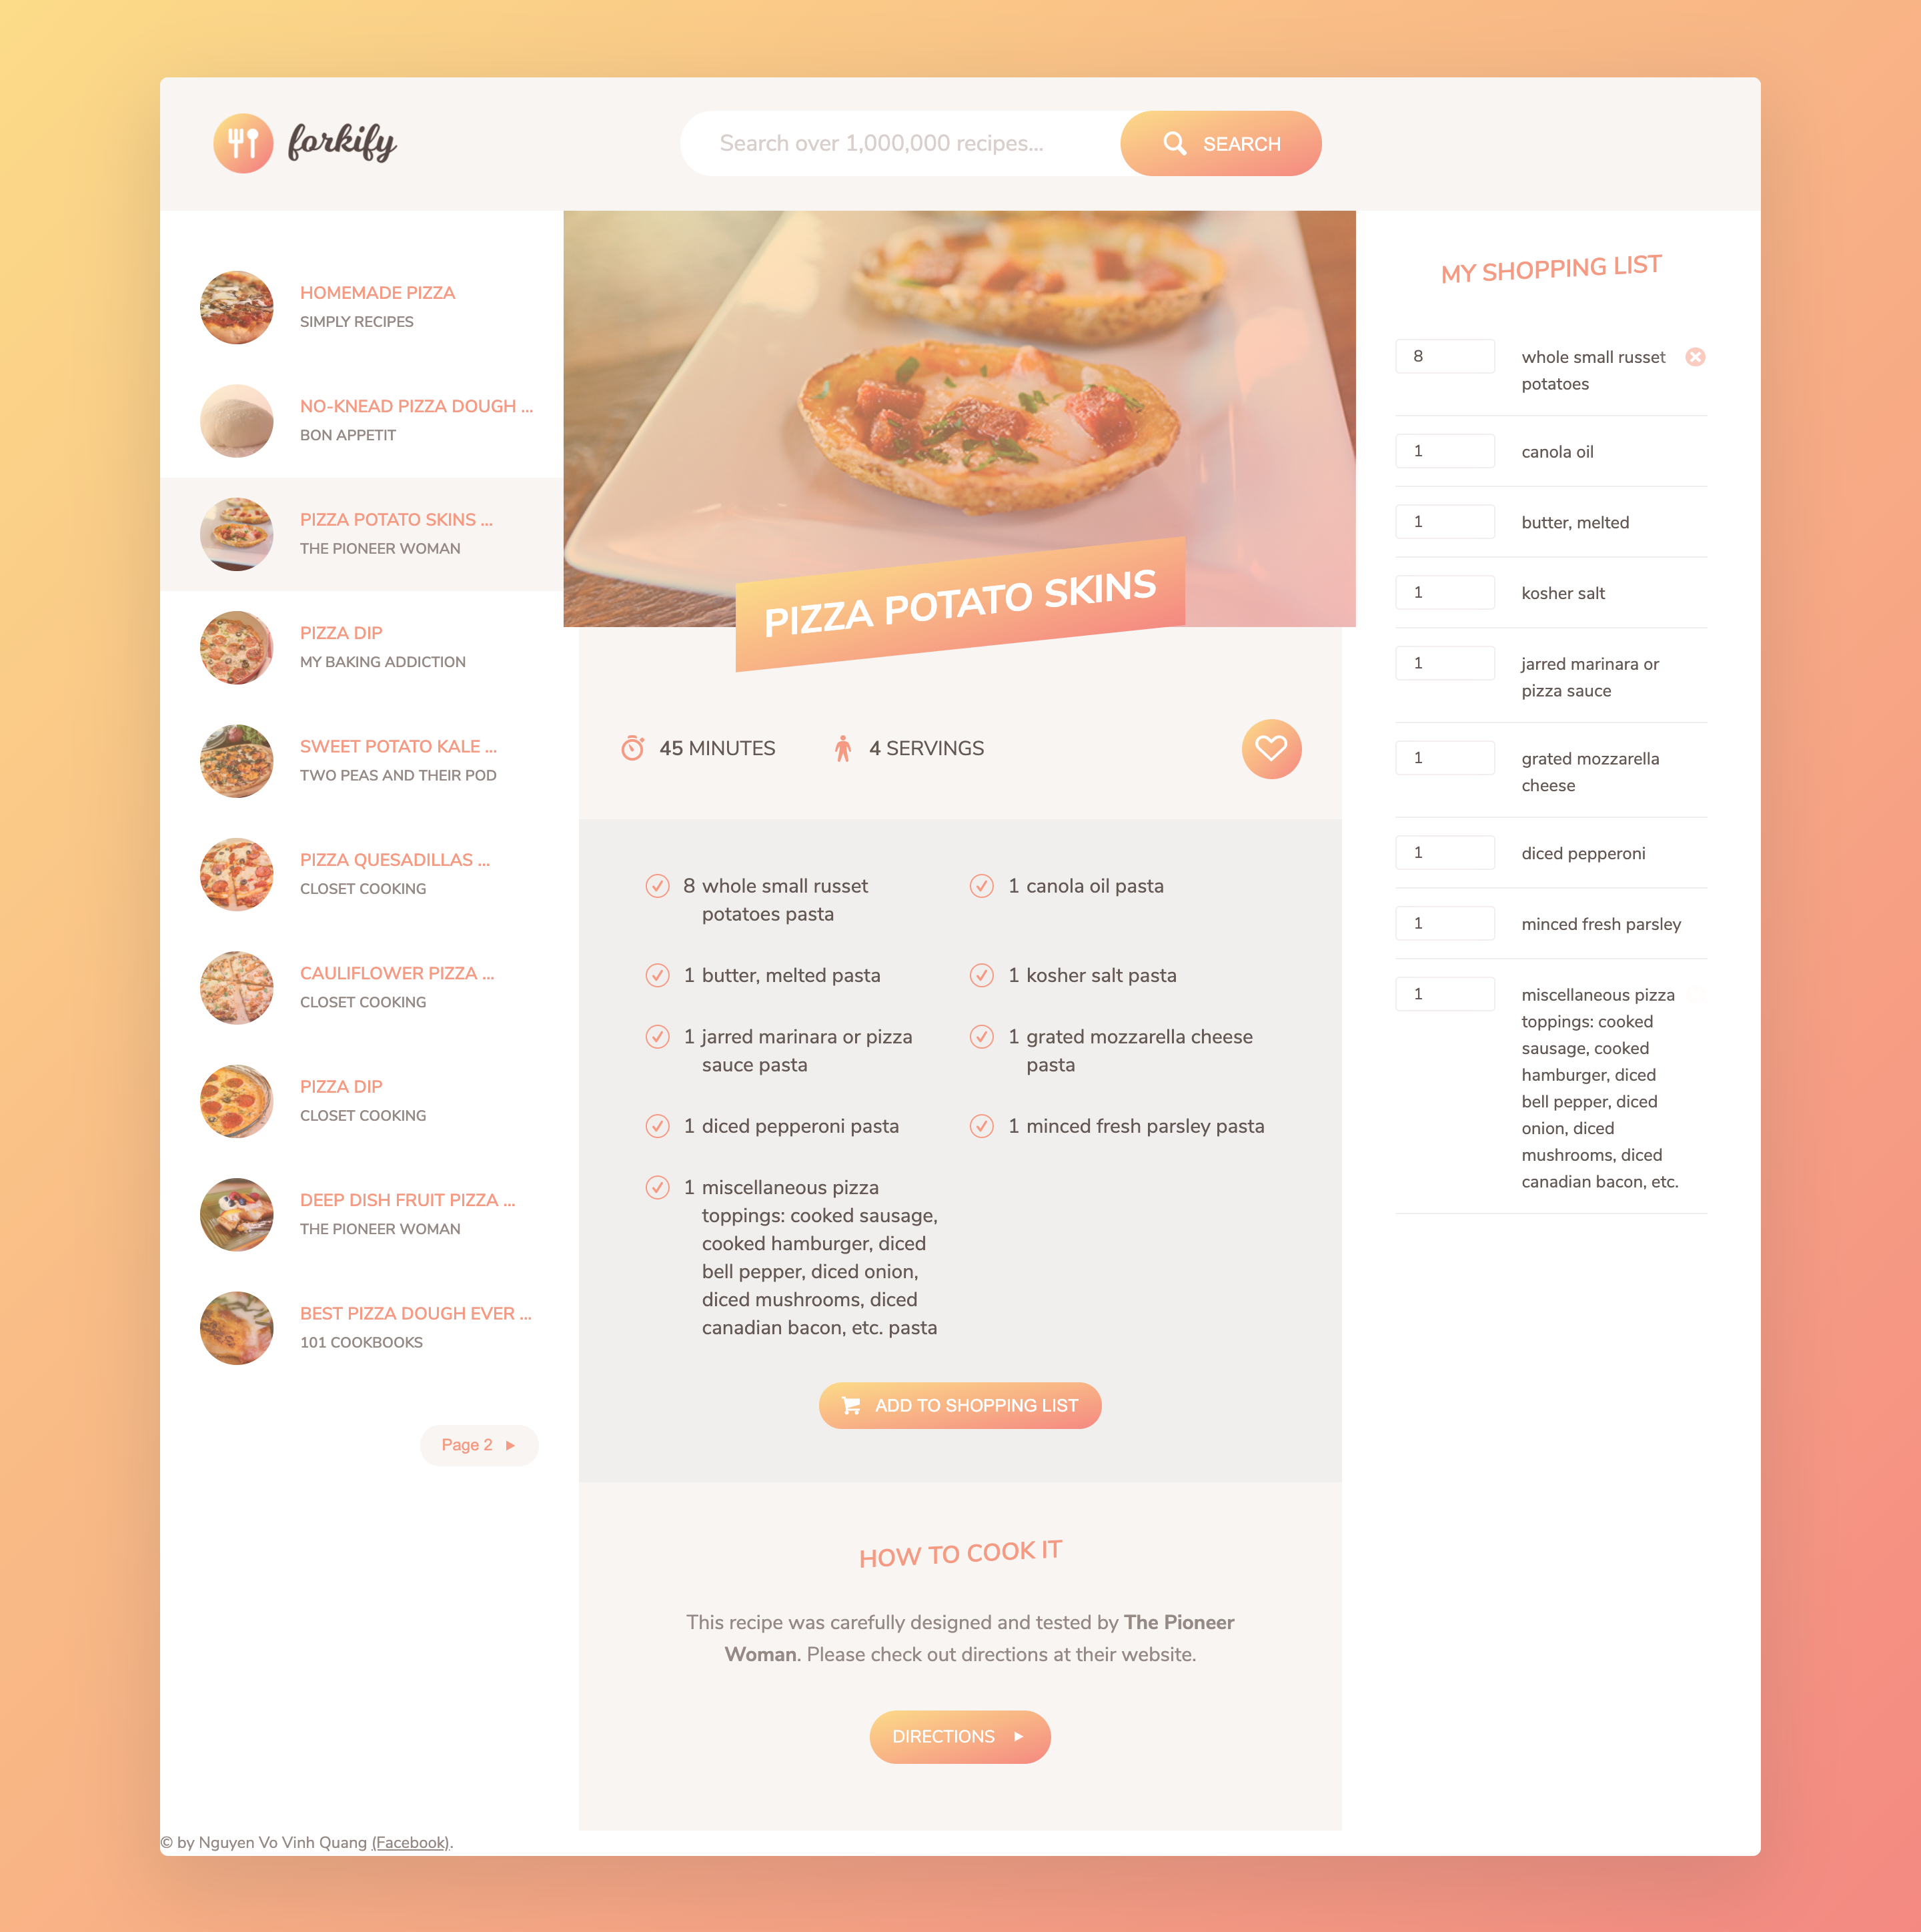 forkify
Search over 1,000,000 recipes...
SEARCH
HOMEMADE PIZZA
SIMPLY RECIPES
NO-KNEAD PIZZA DOUGH ...
BON APPETIT
PIZZA POTATO SKINS ...
THE PIONEER WOMAN
PIZZA DIP
MY BAKING ADDICTION
SWEET POTATO KALE ...
TWO PEAS AND THEIR POD
PIZZA QUESADILLAS ...
CLOSET COOKING
CAULIFLOWER PIZZA ...
CLOSET COOKING
PIZZA DIP
CLOSET COOKING
DEEP DISH FRUIT PIZZA ...
THE PIONEER WOMAN
BEST PIZZA DOUGH EVER ...
101 COOKBOOKS
Page 2
PIZZA POTATO SKINS
45 MINUTES
4 SERVINGS
8 whole small russet
potatoes pasta
1 canola oil pasta
1 butter, melted pasta
1 kosher salt pasta
1 jarred marinara or pizza
sauce pasta
1 grated mozzarella cheese
pasta
1 diced pepperoni pasta
1 minced fresh parsley pasta
1 miscellaneous pizza
toppings: cooked sausage,
cooked hamburger, diced
bell pepper, diced onion,
diced mushrooms, diced
canadian bacon, etc. pasta
ADD TO SHOPPING LIST
HOW TO COOK IT
This recipe was carefully designed and tested by The Pioneer
Woman. Please check out directions at their website.
DIRECTIONS
MY SHOPPING LIST
8 whole small russet
potatoes
1 canola oil
1 butter, melted
1 kosher salt
1 jarred marinara or
pizza sauce
1 grated mozzarella
cheese
1 diced pepperoni
1 minced fresh parsley
1 miscellaneous pizza
toppings: cooked
sausage, cooked
hamburger, diced
bell pepper, diced
onion, diced
mushrooms, diced
canadian bacon, etc.
© by Nguyen Vo Vinh Quang (Facebook).